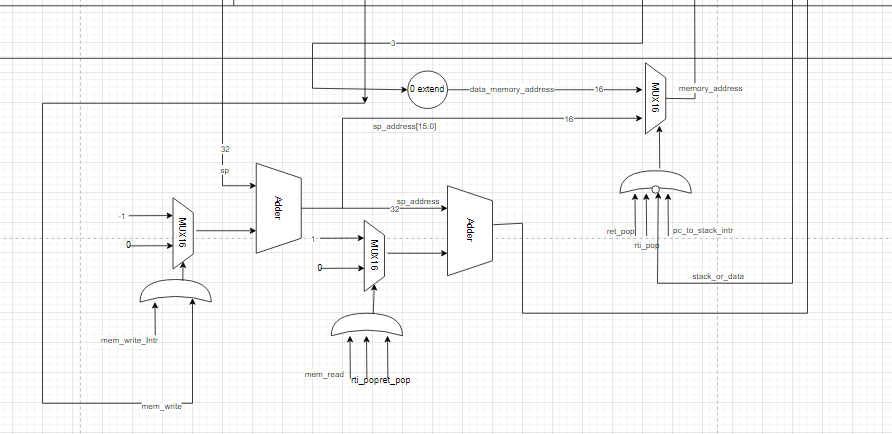 3
0 extend
data_memory_address
16
MUX16
memory_address
sp_address[15:0]
16
32
sp
Adder
sp_address
32
-1
0
MUX16
1
0
MUX16
Adder
ret_pop
rti_pop
pc_to_stack_intr
stack_or_data
mem_write_Intr
mem_read
rti_popret_pop
mem_write